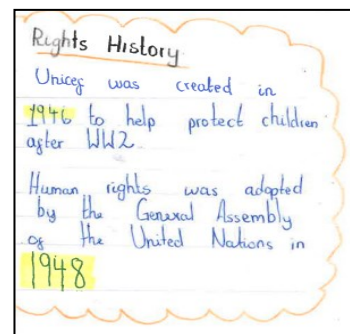 Rights History
Unicef was created in
1946 to help protect children
after WW2.
Human rights was adopted
by the General Assembly
of the United Nations in
1948